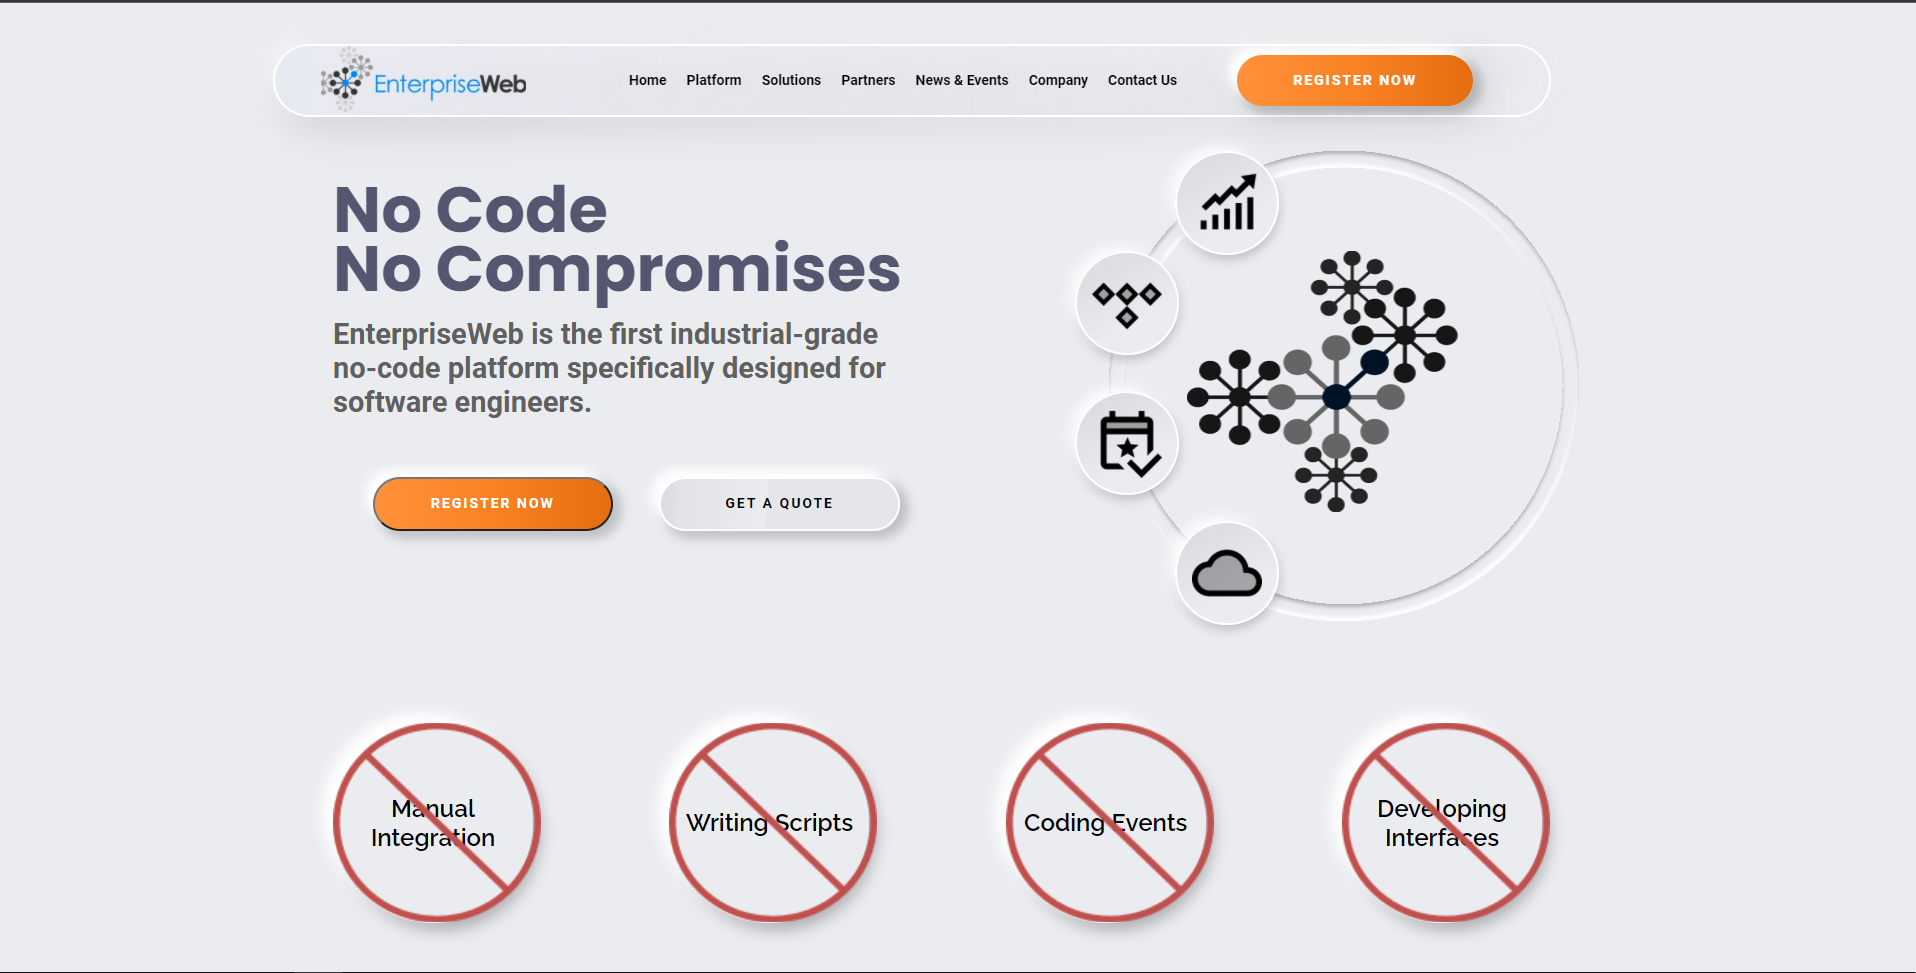 EnterpriseWeb
Home Platform Solutions Partners News & Events Company Contact Us
REGISTER NOW
No Code
No Compromises
EnterpriseWeb is the first industrial-grade
no-code platform specifically designed for
software engineers.
REGISTER NOW
GET A QUOTE
Manual
Integration
Writing Scripts
Coding Events
Developing
Interfaces